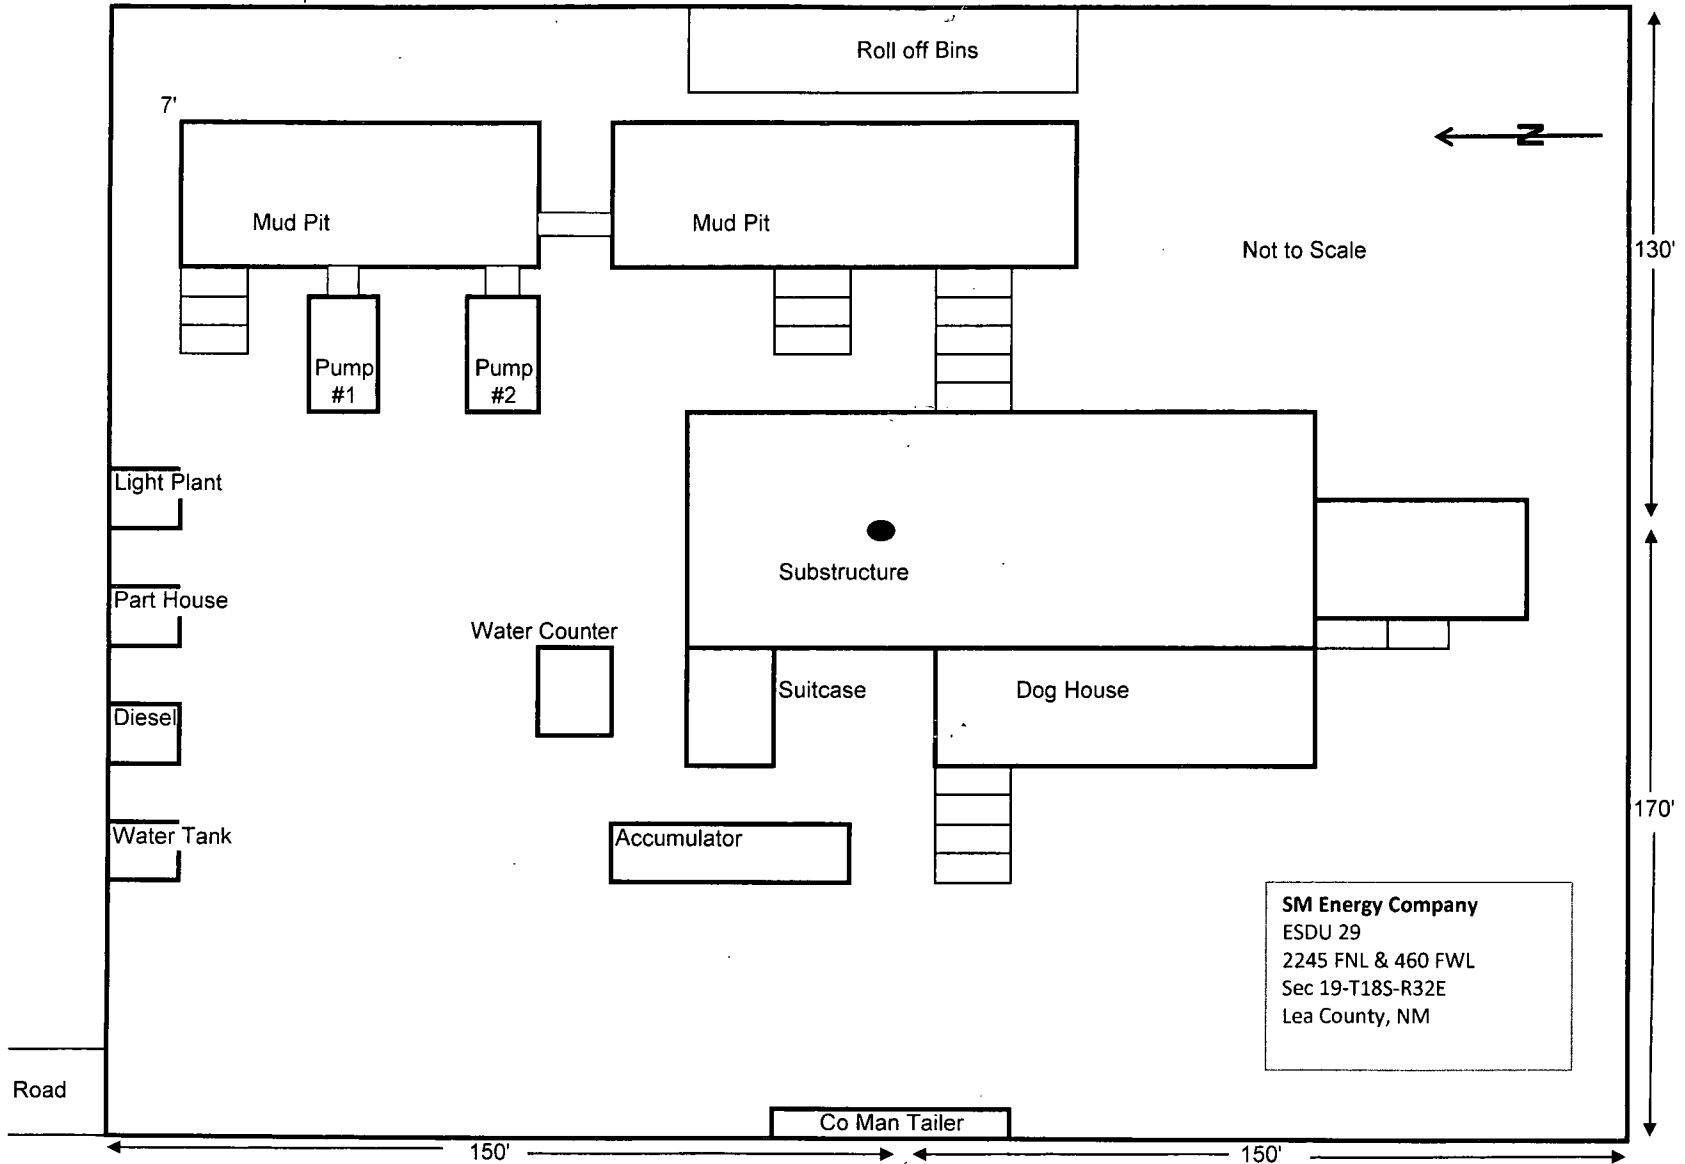 Roll off Bins
7'
N
Mud Pit
Mud Pit
Not to Scale
130'
Pump
#1
Pump
#2
Light Plant
Substructure
Part House
Water Counter
Suitcase
Dog House
Diesel
170'
Water Tank
Accumulator
SM Energy Company
ESDU 29
2245 FNL & 460 FWL
Sec 19-T18S-R32E
Lea County, NM
Road
Co Man Tailer
150'
150'